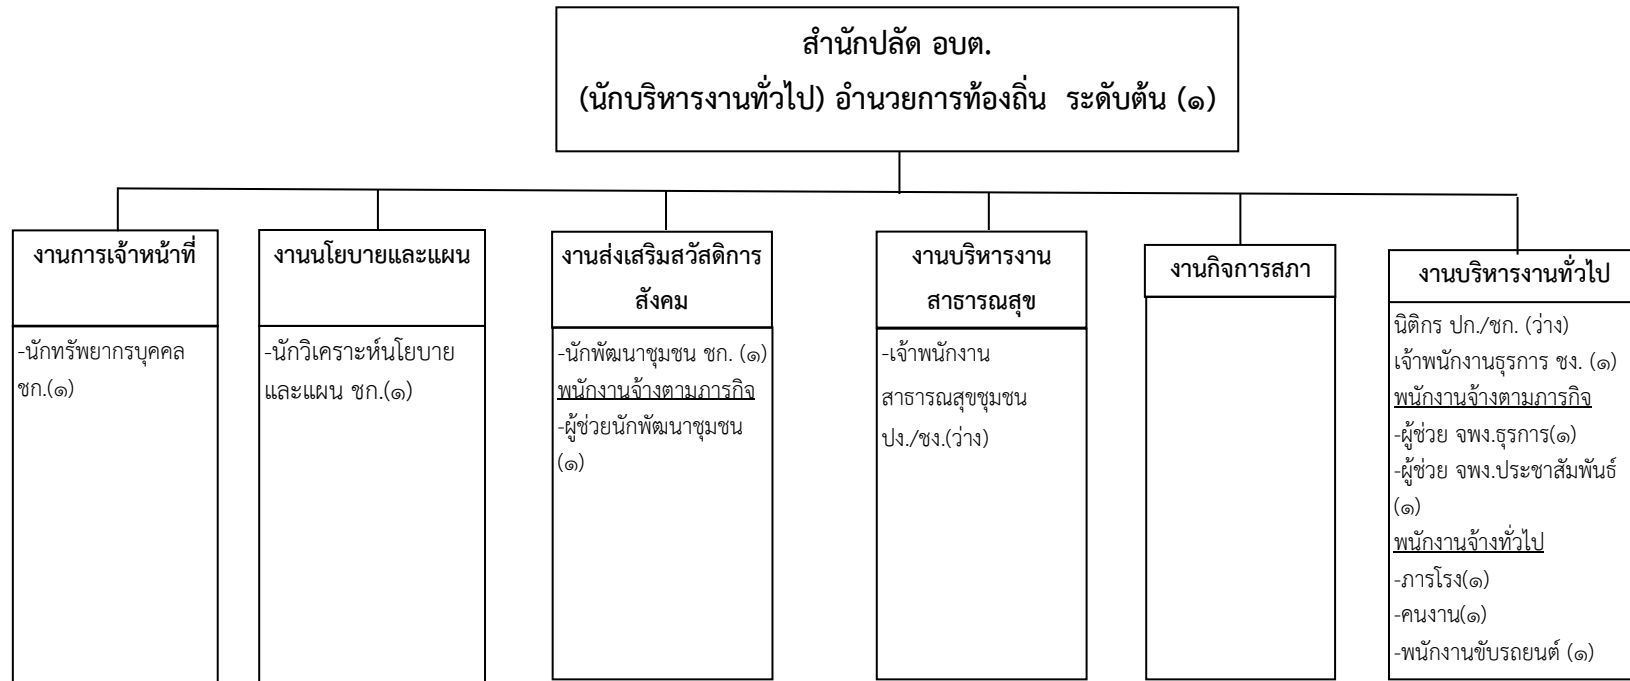 สำนักปลัด อบต.
(นักบริหารงานทั่วไป) อำนวยการท้องถิ่น ระดับต้น (๑)
งานการเจ้าหน้าที่
-นักทรัพยากรบุคคล
ชก.(๑)
งานนโยบายและแผน
-นักวิเคราะห์นโยบาย
และแผน ชก.(๑)
งานส่งเสริมสวัสดิการ
สังคม
-นักพัฒนาชุมชน ชก. (๑)
พนักงานจ้างตามภารกิจ
-ผู้ช่วยนักพัฒนาชุมชน
(๑)
งานบริหารงาน
สาธารณสุข
-เจ้าพนักงาน
สาธารณสุขชุมชน
ปง./ชง.(ว่าง)
งานกิจการสภา
งานบริหารงานทั่วไป
นิติกร ปก./ชก. (ว่าง)
เจ้าพนักงานธุรการ ชง. (๑)
พนักงานจ้างตามภารกิจ
-ผู้ช่วย จพง.ธุรการ(๑)
-ผู้ช่วย จพง.ประชาสัมพันธ์
(๑)
พนักงานจ้างทั่วไป
-ภารโรง(๑)
-คนงาน(๑)
-พนักงานขับรถยนต์ (๑)